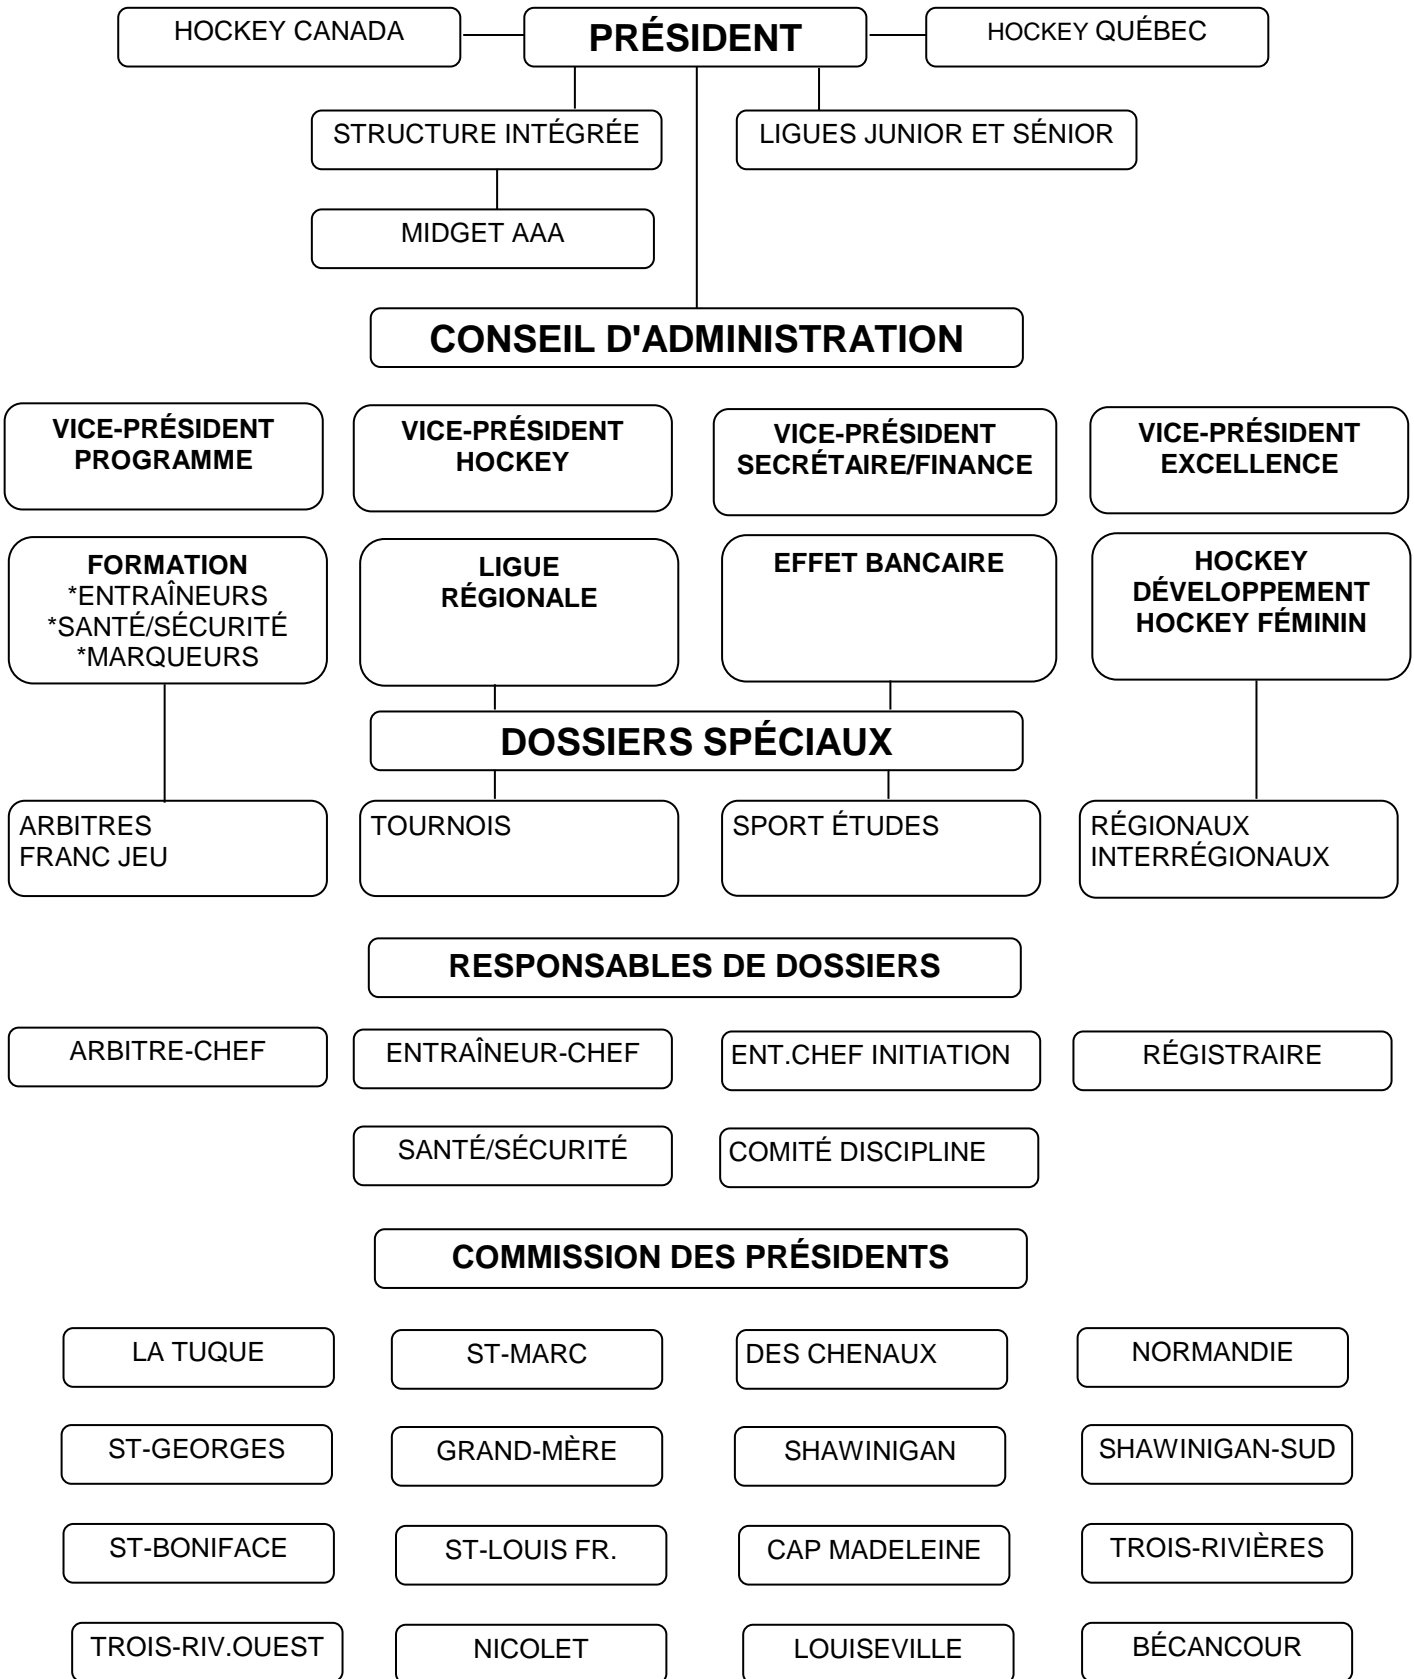 HOCKEY CANADA
PRÉSIDENT
HOCKEY QUÉBEC
STRUCTURE INTÉGRÉE
LIGUES JUNIOR ET SÉNIOR
MIDGET AAA
CONSEIL D'ADMINISTRATION
VICE-PRÉSIDENT
PROGRAMME
VICE-PRÉSIDENT
HOCKEY
VICE-PRÉSIDENT
SECRÉTAIRE/FINANCE
VICE-PRÉSIDENT
EXCELLENCE
FORMATION
*ENTRAÎNEURS
*SANTÉ/SÉCURITÉ
*MARQUEURS
LIGUE
RÉGIONALE
EFFET BANCAIRE
HOCKEY
DÉVELOPPEMENT
HOCKEY FÉMININ
DOSSIERS SPÉCIAUX
ARBITRES
FRANC JEU
TOURNOIS
SPORT ÉTUDES
RÉGIONAUX
INTERRÉGIONAUX
RESPONSABLES DE DOSSIERS
ARBITRE-CHEF
ENTRAÎNEUR-CHEF
ENT.CHEF INITIATION
RÉGISTRAIRE
SANTÉ/SÉCURITÉ
COMITÉ DISCIPLINE
COMMISSION DES PRÉSIDENTS
LA TUQUE
ST-MARC
DES CHENAUX
NORMANDIE
ST-GEORGES
GRAND-MÈRE
SHAWINIGAN
SHAWINIGAN-SUD
ST-BONIFACE
ST-LOUIS FR.
CAP MADELEINE
TROIS-RIVIÈRES
TROIS-RIV.OUEST
NICOLET
LOUISEVILLE
BÉCANCOUR